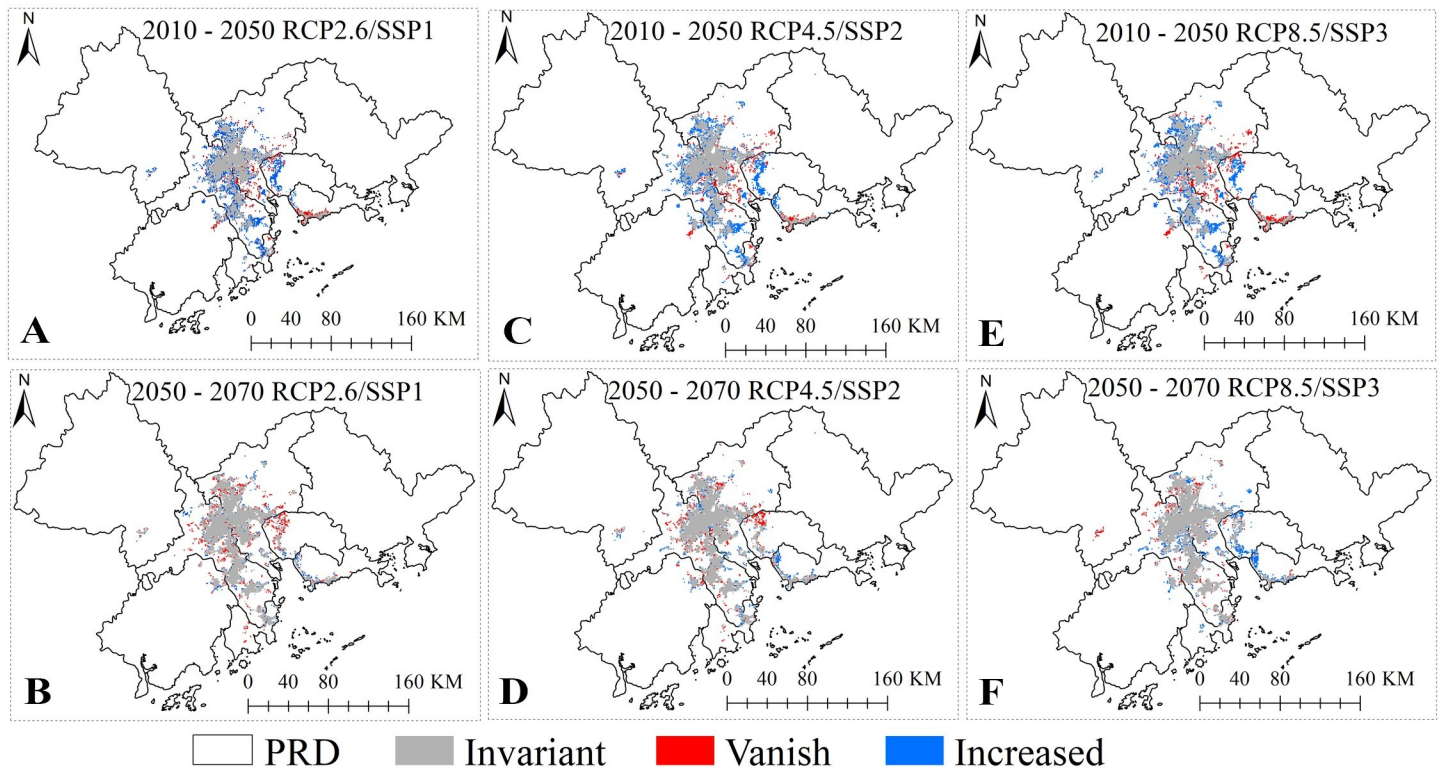 N
2010 - 2050 RCP2.6/SSP1
0 40 80 160 KM
A
N
2010 - 2050 RCP4.5/SSP2
0 40 80 160 KM
C
N
2010 - 2050 RCP8.5/SSP3
0 40 80 160 KM
E
N
2050 - 2070 RCP2.6/SSP1
0 40 80 160 KM
B
N
2050 - 2070 RCP4.5/SSP2
0 40 80 160 KM
D
N
2050 - 2070 RCP8.5/SSP3
0 40 80 160 KM
F
PRD Invariant Vanish Increased